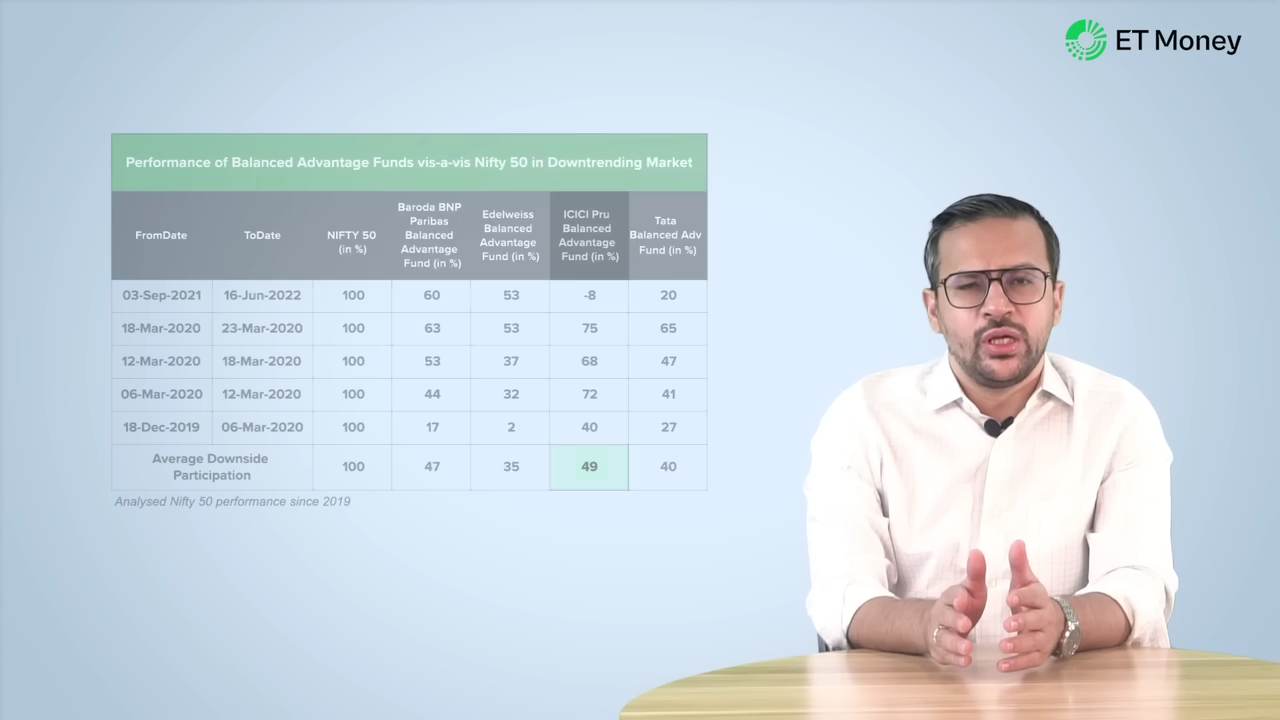 ET Money
Performance of Balanced Advantage Funds vis-a-vis Nifty 50 in Downtrending Market
FromDate ToDate NIFTY 50 (in %) Baroda BNP Paribas Balanced Advantage Fund (in %) Edelweiss Balanced Advantage Fund (in %) ICICI Pru Balanced Advantage Fund (in %) Tata Balanced Adv Fund (in %)
03-Sep-2021 16-Jun-2022 100 60 53 -8 20
18-Mar-2020 23-Mar-2020 100 63 53 75 65
12-Mar-2020 18-Mar-2020 100 53 37 68 47
06-Mar-2020 12-Mar-2020 100 44 32 72 41
18-Dec-2019 06-Mar-2020 100 17 2 40 27
Average Downside Participation 100 47 35 49 40
Analysed Nifty 50 performance since 2019